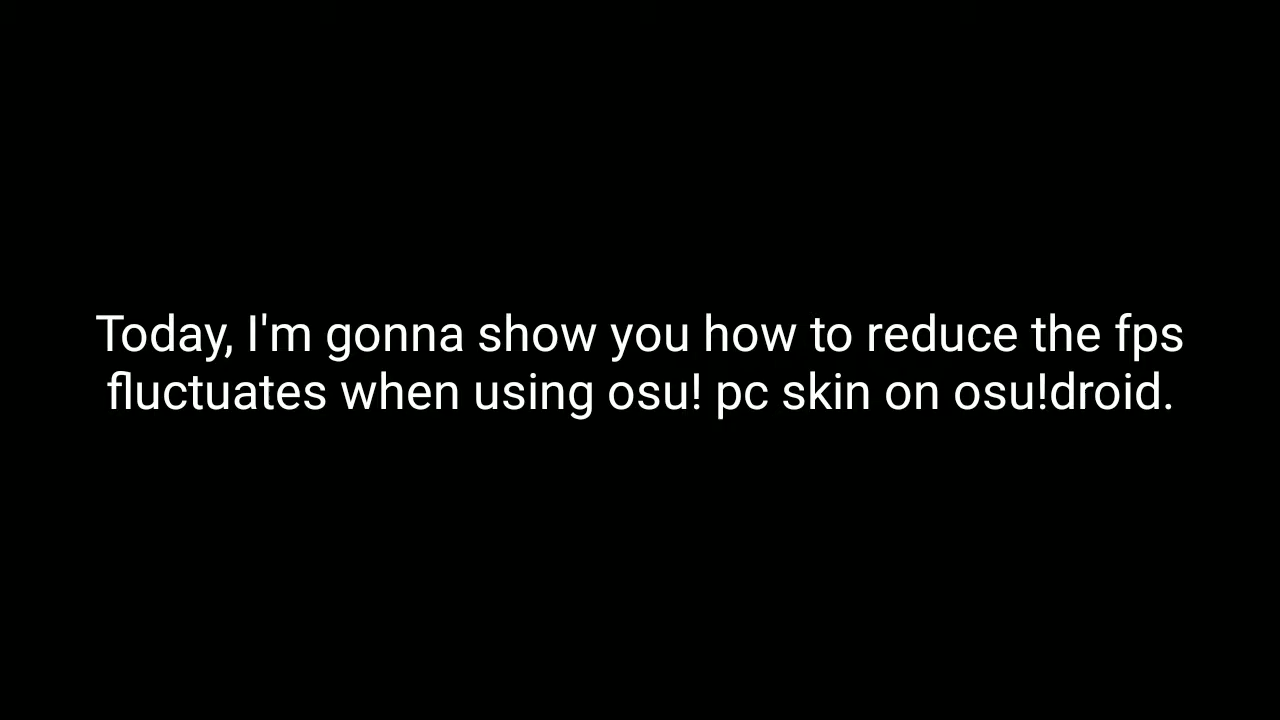 Today, I'm gonna show you how to reduce the fps
fluctuates when using osu! pc skin on osu!droid.